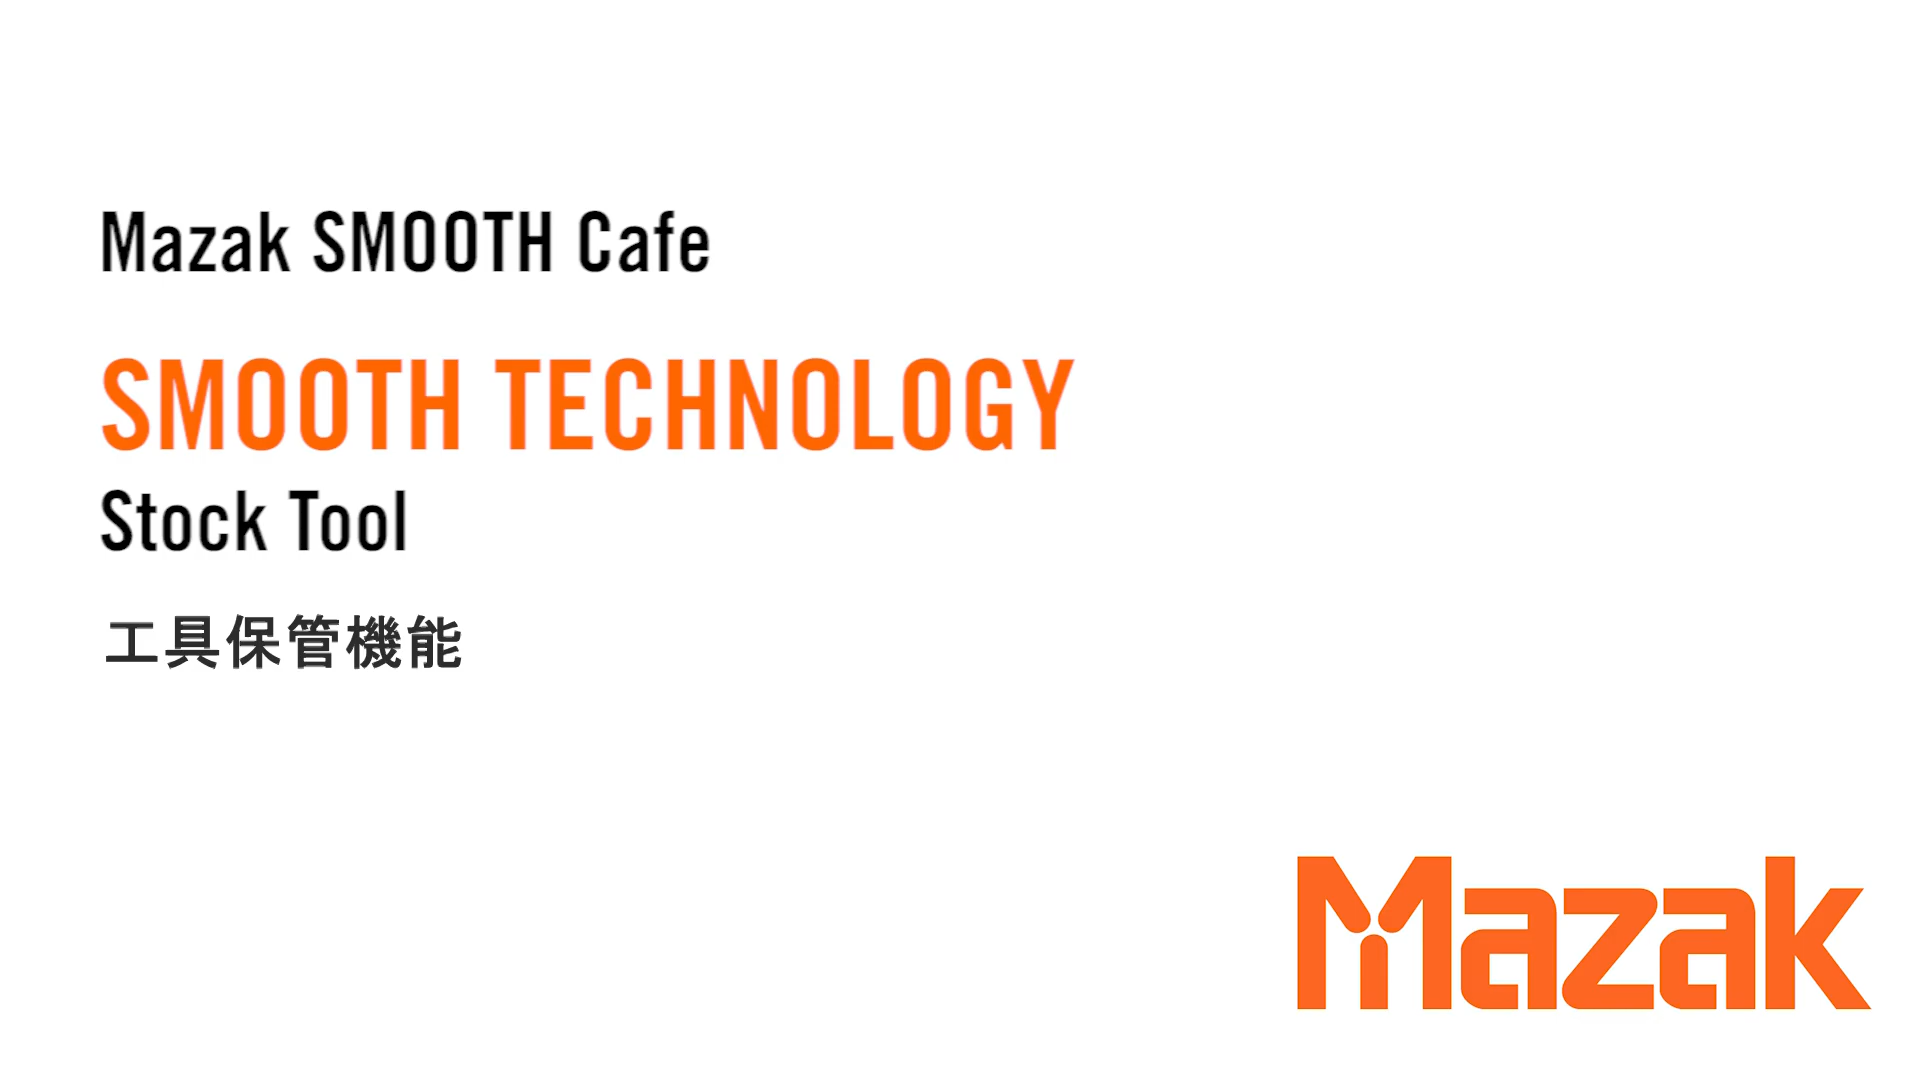 Mazak SMOOTH Cafe
SMOOTH TECHNOLOGY
Stock Tool
工具保管機能
Mazak